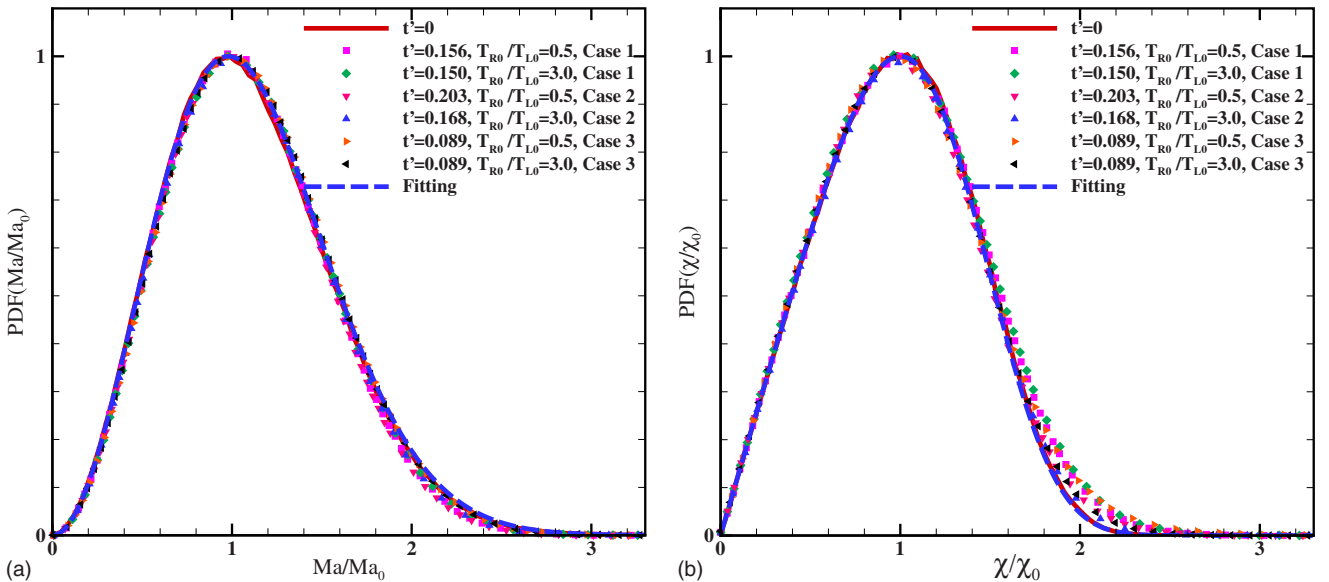 PDF(Ma/Ma₀)
1
0
t'=0
t'=0.156, T_R0/T_L0=0.5, Case 1
t'=0.150, T_R0/T_L0=3.0, Case 1
t'=0.203, T_R0/T_L0=0.5, Case 2
t'=0.168, T_R0/T_L0=3.0, Case 2
t'=0.089, T_R0/T_L0=0.5, Case 3
t'=0.089, T_R0/T_L0=3.0, Case 3
Fitting
0 1 2 3
(a) Ma/Ma₀
PDF(χ/χ₀)
1
0
t'=0
t'=0.156, T_R0/T_L0=0.5, Case 1
t'=0.150, T_R0/T_L0=3.0, Case 1
t'=0.203, T_R0/T_L0=0.5, Case 2
t'=0.168, T_R0/T_L0=3.0, Case 2
t'=0.089, T_R0/T_L0=0.5, Case 3
t'=0.089, T_R0/T_L0=3.0, Case 3
Fitting
0 1 2 3
(b) χ/χ₀